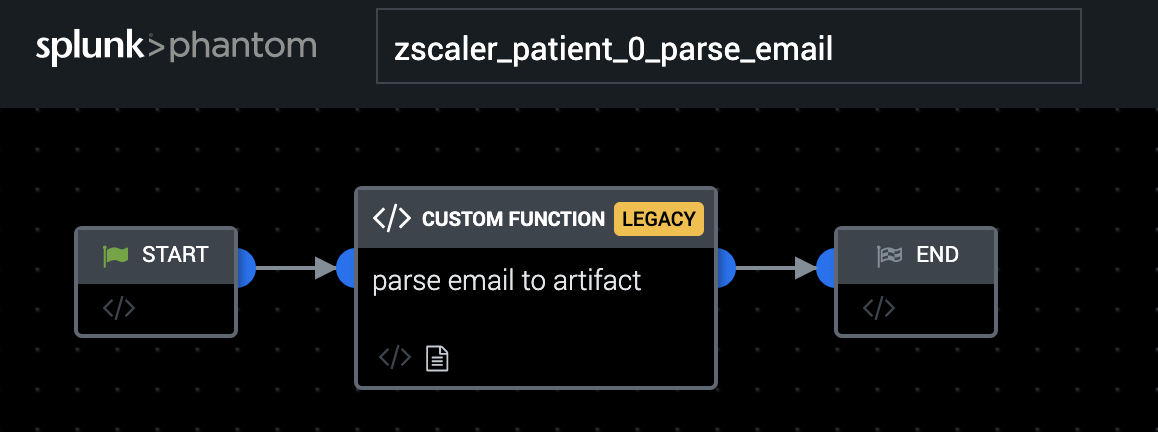 splunk>phantom
zscaler_patient_0_parse_email
START
</>
</> CUSTOM FUNCTION LEGACY
parse email to artifact
</>
END
</>